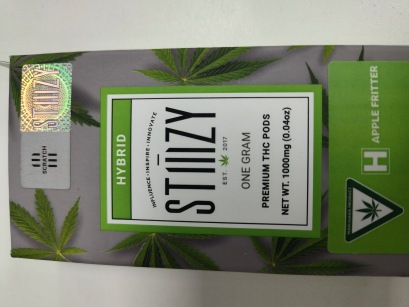 STIIIZY
SCRATCH
HYBRID
INFLUENCE • INSPIRE • INNOVATE
STIIIZY
EST. 2017
ONE GRAM
PREMIUM THC PODS
NET WT. 1000mg (0.04oz)
H APPLE FRITTER